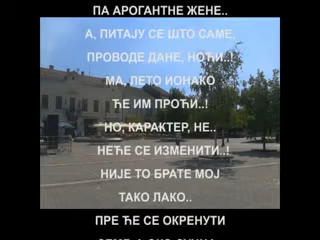 ПА АРОГАНТНЕ ЖЕНЕ..
А, ПИТАЈУ СЕ ШТО САМЕ,
ПРОВОДЕ ДАНЕ, НОЋИ..!
МА, ЛЕТО ИОНАКО
ЋЕ ИМ ПРОЋИ..!
НО, КАРАКТЕР, НЕ..
НЕЋЕ СЕ ИЗМЕНИТИ..!
НИЈЕ ТО БРАТЕ МОЈ
ТАКО ЛАКО..
ПРЕ ЋЕ СЕ ОКРЕНУТИ